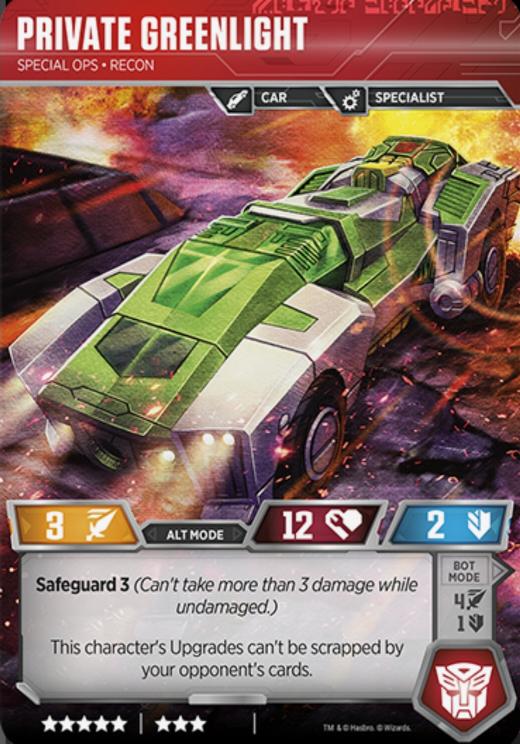 PRIVATE GREENLIGHT
SPECIAL OPS • RECON
CAR
SPECIALIST
3
ALT MODE
12
2
Safeguard 3 (Can't take more than 3 damage while
undamaged.)
This character's Upgrades can't be scrapped by
your opponent's cards.
BOT
MODE
4
1
★★★★★ | ★★★ |
TM & © Hasbro. © Wizards.